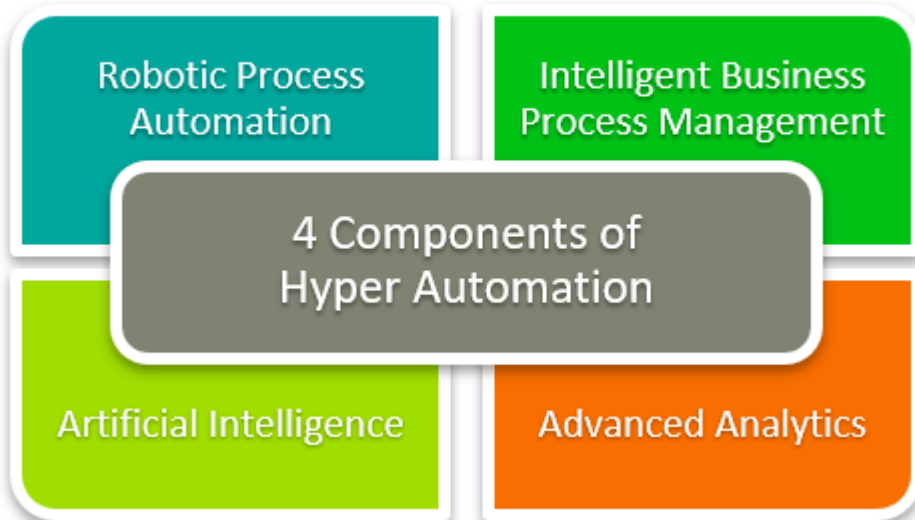 Robotic Process
Automation
Intelligent Business
Process Management
4 Components of
Hyper Automation
Artificial Intelligence
Advanced Analytics